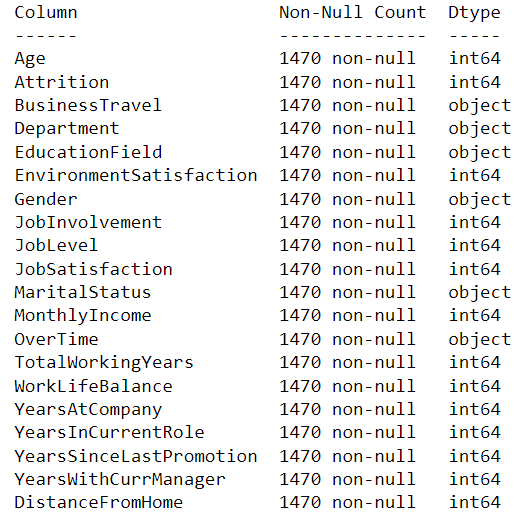 Column Non-Null Count Dtype
------ -------------- -----
Age 1470 non-null int64
Attrition 1470 non-null int64
BusinessTravel 1470 non-null object
Department 1470 non-null object
EducationField 1470 non-null object
EnvironmentSatisfaction 1470 non-null int64
Gender 1470 non-null object
JobInvolvement 1470 non-null int64
JobLevel 1470 non-null int64
JobSatisfaction 1470 non-null int64
MaritalStatus 1470 non-null object
MonthlyIncome 1470 non-null int64
OverTime 1470 non-null object
TotalWorkingYears 1470 non-null int64
WorkLifeBalance 1470 non-null int64
YearsAtCompany 1470 non-null int64
YearsInCurrentRole 1470 non-null int64
YearsSinceLastPromotion 1470 non-null int64
YearsWithCurrManager 1470 non-null int64
DistanceFromHome 1470 non-null int64